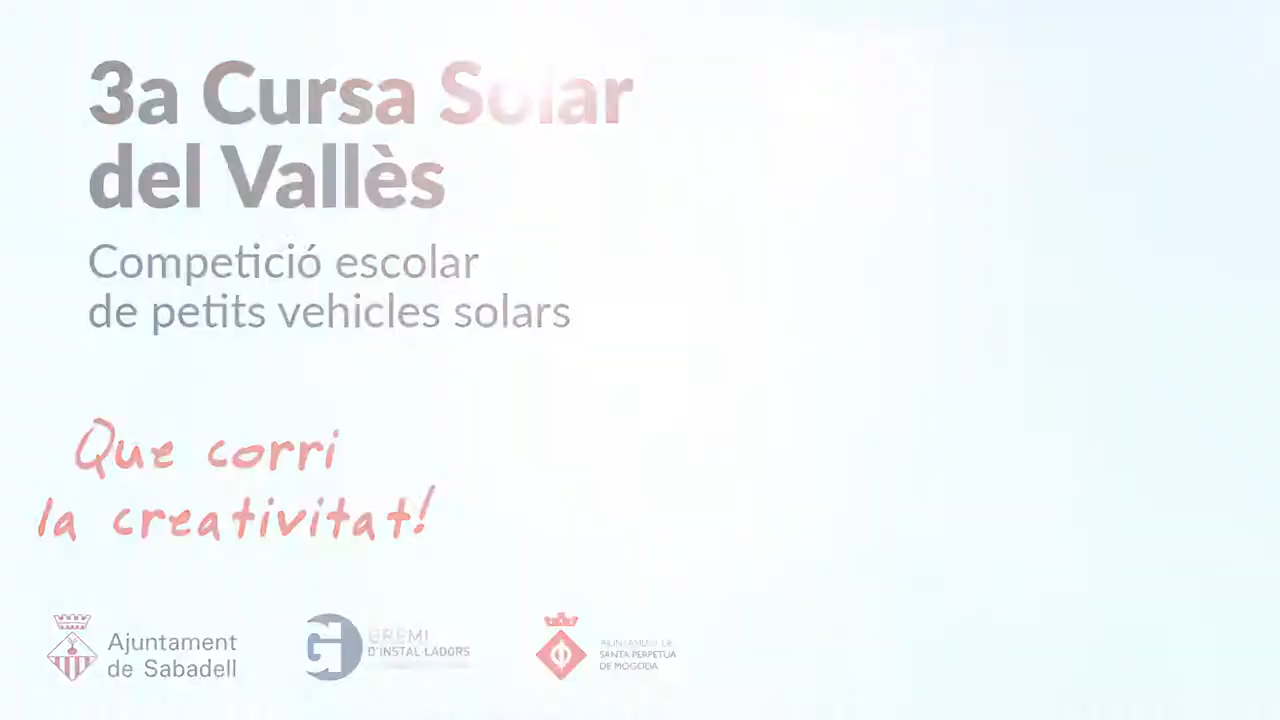 3a Cursa Solar
del Vallès
Competició escolar
de petits vehicles solars
Que corri
la creativitat!
Ajuntament
de Sabadell
GREMI
D'INSTAL·LADORS
AJUNTAMENT DE
SANTA PERPÈTUA
DE MOGODA